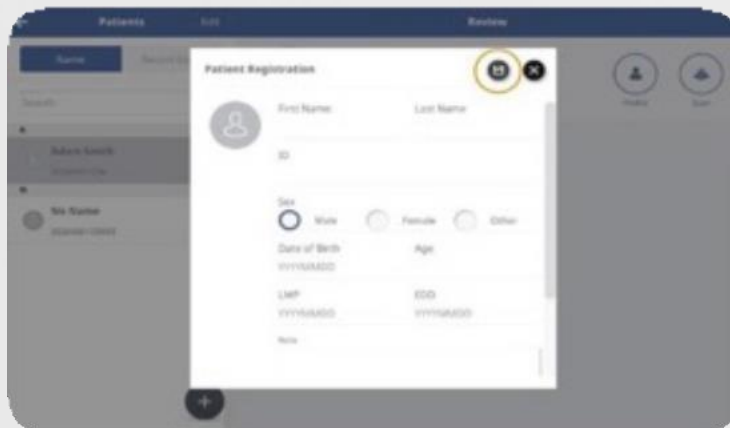 Patients Edit Review
Name
Patient Registration
First Name Last Name
ID
Sex
Male Female Other
Date of Birth Age
YYYYMMDD
LMP EDD
YYYYMMDD YYYYMMDD
Note
Search
A
Adam Smith
N
No Name
Profile Scan